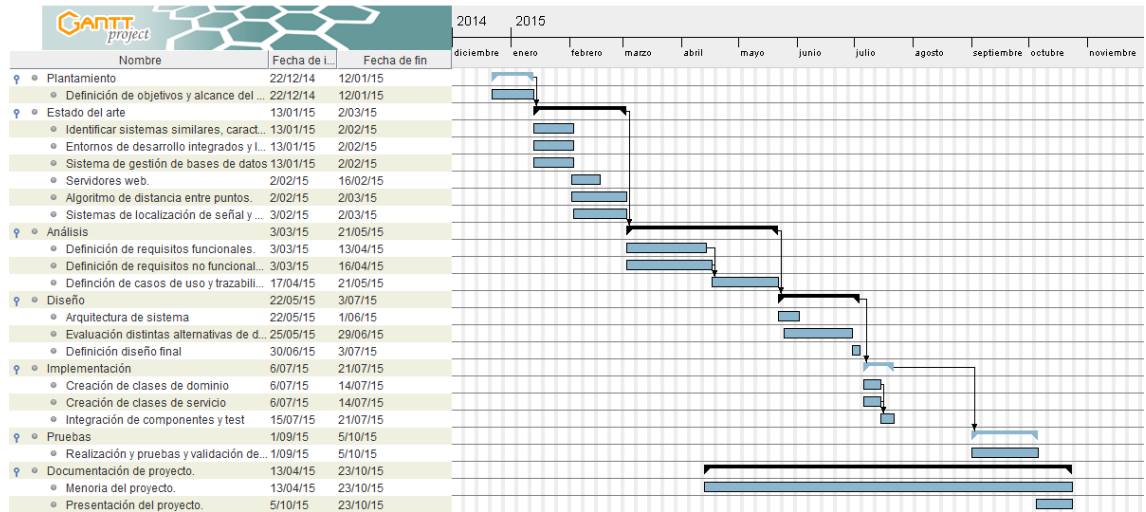 GANTT project
2014 2015
diciembre enero febrero marzo abril mayo junio julio agosto septiembre octubre noviembre
Nombre Fecha de i... Fecha de fin
Plantamiento 22/12/14 12/01/15
Definición de objetivos y alcance del ... 22/12/14 12/01/15
Estado del arte 13/01/15 2/03/15
Identificar sistemas similares, caract... 13/01/15 2/02/15
Entornos de desarrollo integrados y l... 13/01/15 2/02/15
Sistema de gestión de bases de datos 13/01/15 2/02/15
Servidores web. 2/02/15 16/02/15
Algoritmo de distancia entre puntos. 2/02/15 2/03/15
Sistemas de localización de señal y ... 3/02/15 2/03/15
Análisis 3/03/15 21/05/15
Definición de requisitos funcionales. 3/03/15 13/04/15
Definición de requisitos no funcional... 3/03/15 16/04/15
Definción de casos de uso y trazabili... 17/04/15 21/05/15
Diseño 22/05/15 3/07/15
Arquitectura de sistema 22/05/15 1/06/15
Evaluación distintas alternativas de d... 25/05/15 29/06/15
Definición diseño final 30/06/15 3/07/15
Implementación 6/07/15 21/07/15
Creación de clases de dominio 6/07/15 14/07/15
Creación de clases de servicio 6/07/15 14/07/15
Integración de componentes y test 15/07/15 21/07/15
Pruebas 1/09/15 5/10/15
Realización y pruebas y validación de... 1/09/15 5/10/15
Documentación de proyecto. 13/04/15 23/10/15
Menoria del proyecto. 13/04/15 23/10/15
Presentación del proyecto. 5/10/15 23/10/15